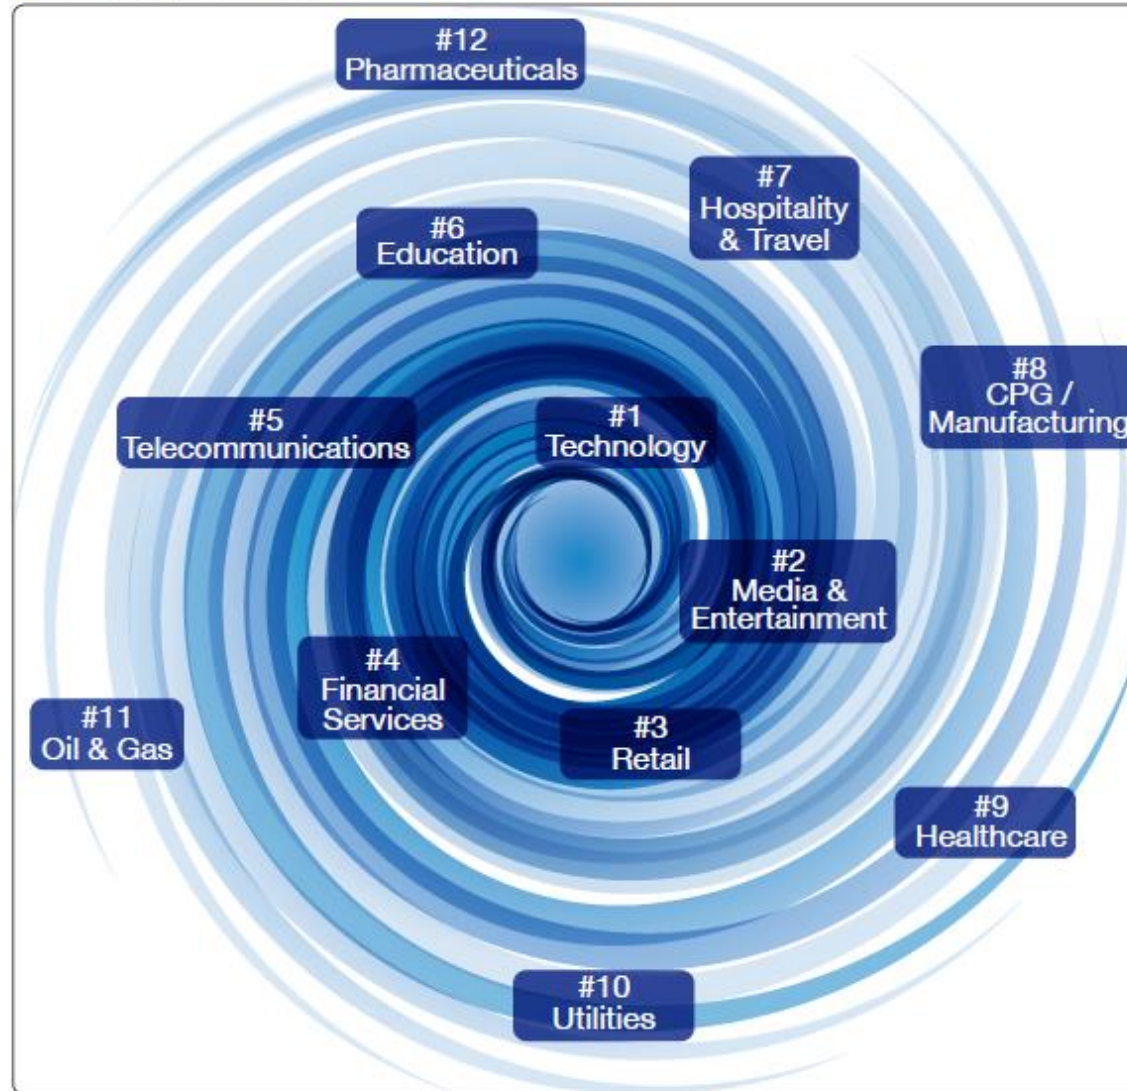 #12
Pharmaceuticals
#7
Hospitality
& Travel
#6
Education
#8
CPG /
Manufacturing
#5
Telecommunications
#1
Technology
#2
Media &
Entertainment
#4
Financial
Services
#11
Oil & Gas
#3
Retail
#9
Healthcare
#10
Utilities